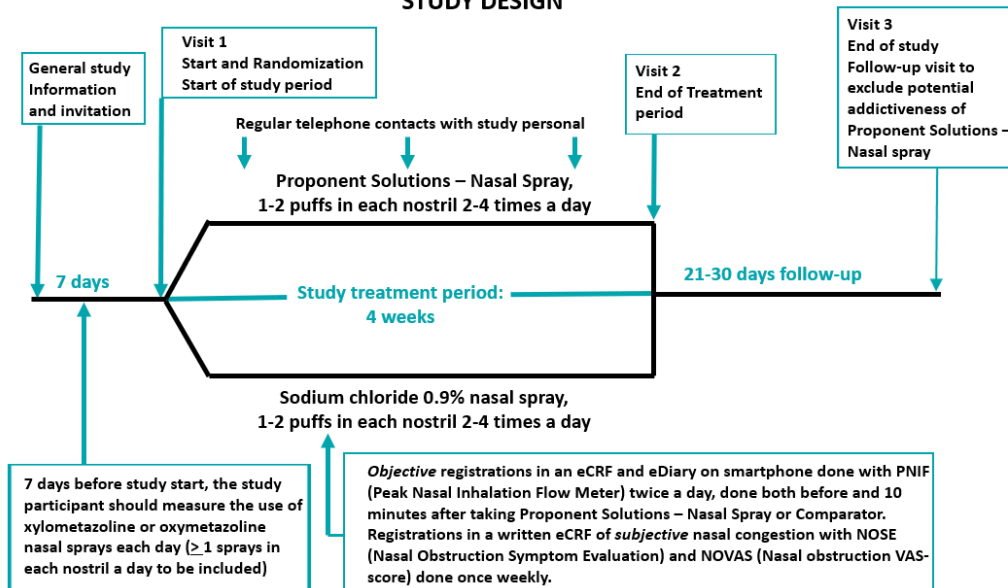 STUDY DESIGN
General study
Information
and invitation
Visit 1
Start and Randomization
Start of study period
Visit 2
End of Treatment
period
Visit 3
End of study
Follow-up visit to
exclude potential
addictiveness of
Proponent Solutions –
Nasal spray
Regular telephone contacts with study personal
Proponent Solutions – Nasal Spray,
1-2 puffs in each nostril 2-4 times a day
7 days
Study treatment period:
4 weeks
21-30 days follow-up
Sodium chloride 0.9% nasal spray,
1-2 puffs in each nostril 2-4 times a day
7 days before study start, the study
participant should measure the use of
xylometazoline or oxymetazoline
nasal sprays each day (≥ 1 sprays in
each nostril a day to be included)
Objective registrations in an eCRF and eDiary on smartphone done with PNIF
(Peak Nasal Inhalation Flow Meter) twice a day, done both before and 10
minutes after taking Proponent Solutions – Nasal Spray or Comparator.
Registrations in a written eCRF of subjective nasal congestion with NOSE
(Nasal Obstruction Symptom Evaluation) and NOVAS (Nasal obstruction VAS-
score) done once weekly.